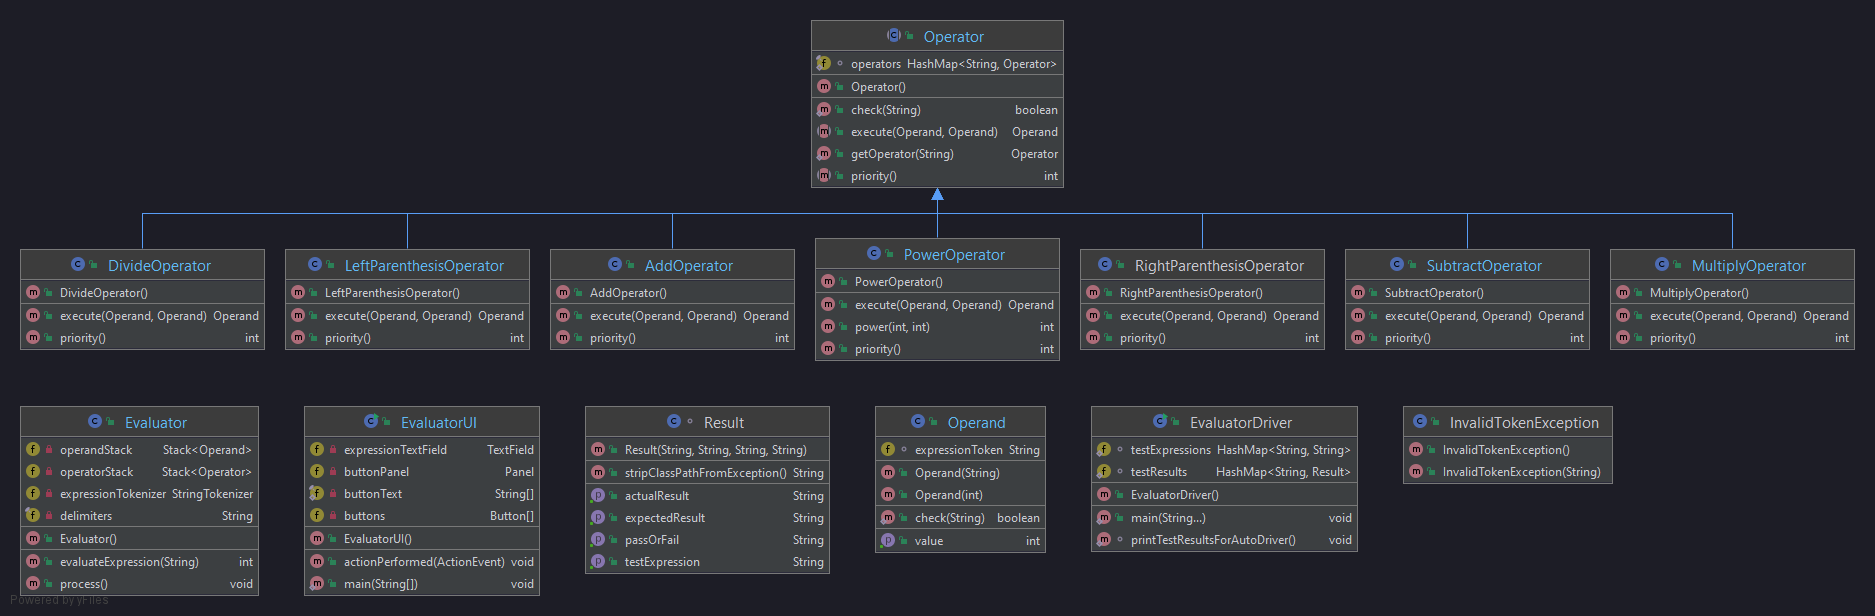 Operator
operators HashMap<String, Operator>
Operator()
check(String) boolean
execute(Operand, Operand) Operand
getOperator(String) Operator
priority() int
DivideOperator
DivideOperator()
execute(Operand, Operand) Operand
priority() int
LeftParenthesisOperator
LeftParenthesisOperator()
execute(Operand, Operand) Operand
priority() int
AddOperator
AddOperator()
execute(Operand, Operand) Operand
priority() int
PowerOperator
PowerOperator()
execute(Operand, Operand) Operand
power(int, int) int
priority() int
RightParenthesisOperator
RightParenthesisOperator()
execute(Operand, Operand) Operand
priority() int
SubtractOperator
SubtractOperator()
execute(Operand, Operand) Operand
priority() int
MultiplyOperator
MultiplyOperator()
execute(Operand, Operand) Operand
priority() int
Evaluator
operandStack Stack<Operand>
operatorStack Stack<Operator>
expressionTokenizer StringTokenizer
delimiters String
Evaluator()
evaluateExpression(String) int
process() void
EvaluatorUI
expressionTextField TextField
buttonPanel Panel
buttonText String[]
buttons Button[]
EvaluatorUI()
actionPerformed(ActionEvent) void
main(String[]) void
Result
Result(String, String, String, String)
stripClassPathFromException() String
actualResult String
expectedResult String
passOrFail String
testExpression String
Operand
expressionToken String
Operand(String)
Operand(int)
check(String) boolean
value int
EvaluatorDriver
testExpressions HashMap<String, String>
testResults HashMap<String, Result>
EvaluatorDriver()
main(String...) void
printTestResultsForAutoDriver() void
InvalidTokenException
InvalidTokenException()
InvalidTokenException(String)
Powered by yFiles